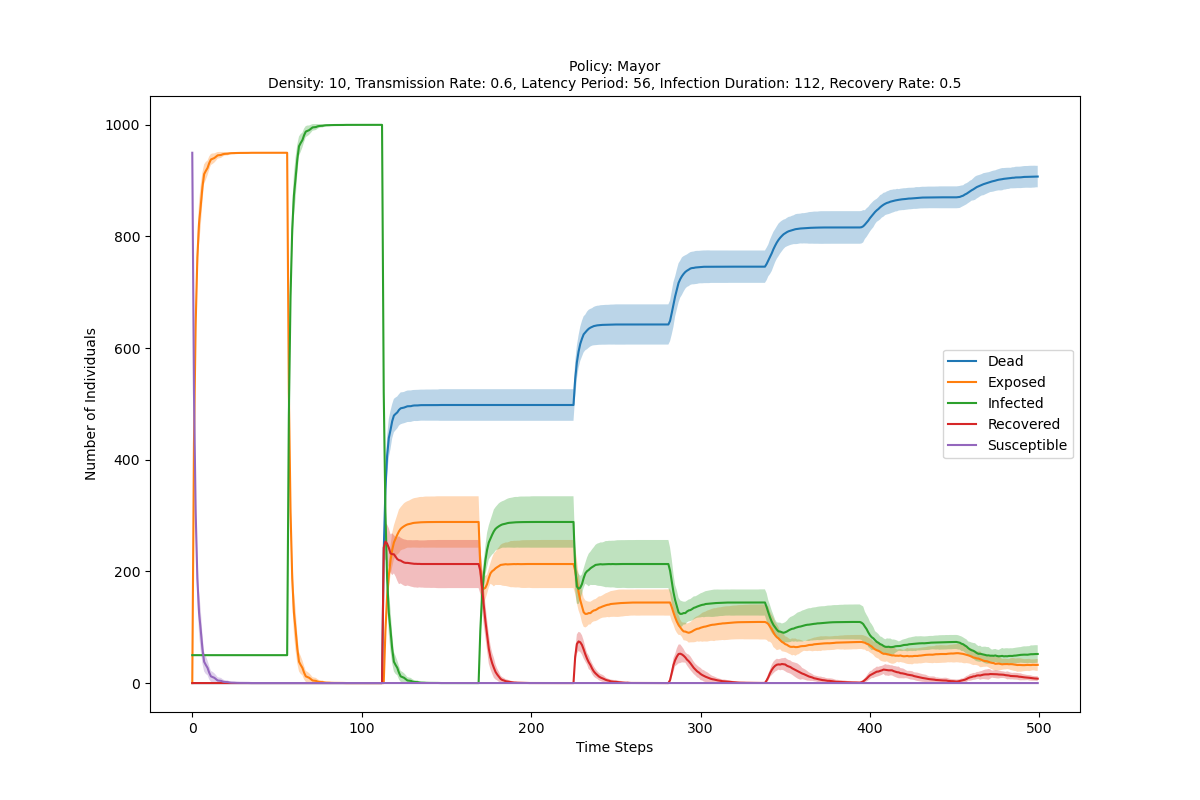 Policy: Mayor
Density: 10, Transmission Rate: 0.6, Latency Period: 56, Infection Duration: 112, Recovery Rate: 0.5
1000
800
600
400
200
0
Number of Individuals
Dead
Exposed
Infected
Recovered
Susceptible
0 100 200 300 400 500
Time Steps